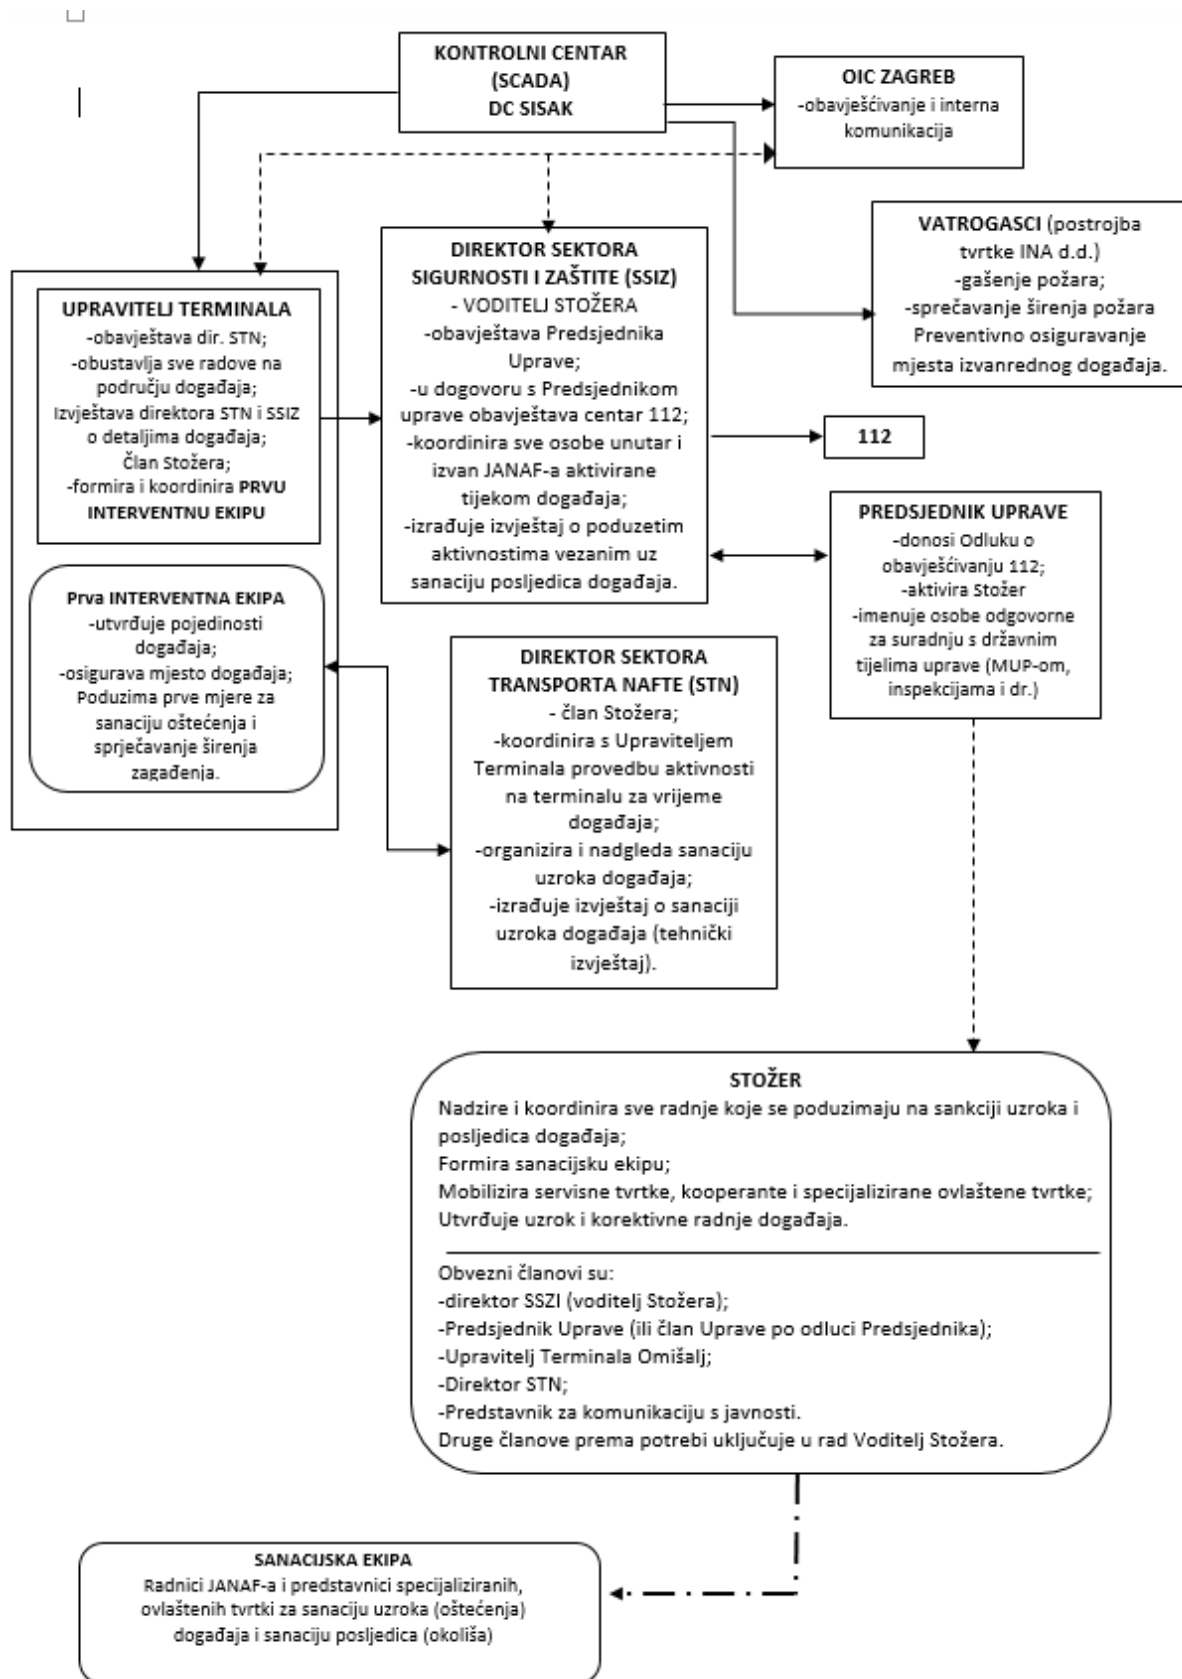 KONTROLNI CENTAR
(SCADA)
DC SISAK
OIC ZAGREB
-obavješćivanje i interna
komunikacija
VATROGASCI (postrojba
tvrtke INA d.d.)
-gašenje požara;
-sprečavanje širenja požara
Preventivno osiguravanje
mjesta izvanrednog događaja.
UPRAVITELJ TERMINALA
-obavještava dir. STN;
-obustavlja sve radove na
području događaja;
Izvještava direktora STN i SSIZ
o detaljima događaja;
Član Stožera;
-formira i koordinira PRVU
INTERVENTNU EKIPU
DIREKTOR SEKTORA
SIGURNOSTI I ZAŠTITE (SSIZ)
- VODITELJ STOŽERA
-obavještava Predsjednika
Uprave;
-u dogovoru s Predsjednikom
uprave obavještava centar 112;
-koordinira sve osobe unutar i
izvan JANAF-a aktivirane
tijekom događaja;
-izrađuje izvještaj o poduzetim
aktivnostima vezanim uz
sanaciju posljedica događaja.
112
PREDSJEDNIK UPRAVE
-donosi Odluku o
obavješćivanju 112;
-aktivira Stožer
-imenuje osobe odgovorne
za suradnju s državnim
tijelima uprave (MUP-om,
inspekcijama i dr.)
Prva INTERVENTNA EKIPA
-utvrđuje pojedinosti
događaja;
-osigurava mjesto događaja;
Poduzima prve mjere za
sanaciju oštećenja i
sprječavanje širenja
zagađenja.
DIREKTOR SEKTORA
TRANSPORTA NAFTE (STN)
- član Stožera;
-koordinira s Upraviteljem
Terminala provedbu aktivnosti
na terminalu za vrijeme
događaja;
-organizira i nadgleda sanaciju
uzroka događaja;
-izrađuje izvještaj o sanaciji
uzroka događaja (tehnički
izvještaj).
STOŽER
Nadzire i koordinira sve radnje koje se poduzimaju na sankciji uzroka i
posljedica događaja;
Formira sanacijsku ekipu;
Mobilizira servisne tvrtke, kooperante i specijalizirane ovlaštene tvrtke;
Utvrđuje uzrok i korektivne radnje događaja.
Obvezni članovi su:
-direktor SSZI (voditelj Stožera);
-Predsjednik Uprave (ili član Uprave po odluci Predsjednika);
-Upravitelj Terminala Omišalj;
-Direktor STN;
-Predstavnik za komunikaciju s javnosti.
Druge članove prema potrebi uključuje u rad Voditelj Stožera.
SANACIJSKA EKIPA
Radnici JANAF-a i predstavnici specijaliziranih,
ovlaštenih tvrtki za sanaciju uzroka (oštećenja)
događaja i sanaciju posljedica (okoliša)